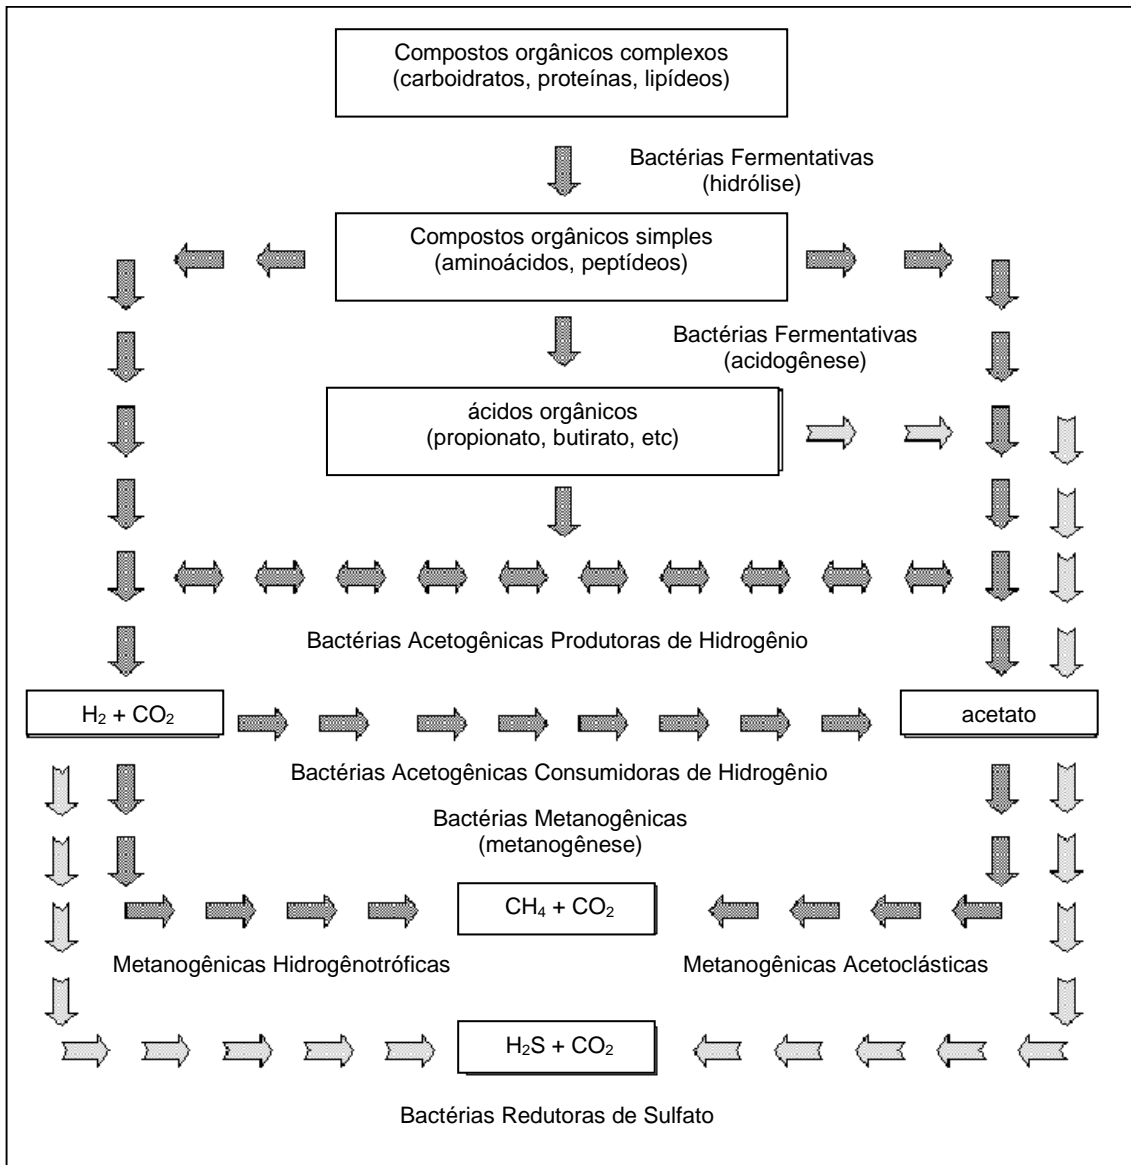 Compostos orgânicos complexos
(carboidratos, proteínas, lipídeos)
Bactérias Fermentativas
(hidrólise)
Compostos orgânicos simples
(aminoácidos, peptídeos)
Bactérias Fermentativas
(acidogênese)
ácidos orgânicos
(propionato, butirato, etc)
Bactérias Acetogênicas Produtoras de Hidrogênio
H₂ + CO₂
acetato
Bactérias Acetogênicas Consumidoras de Hidrogênio
Bactérias Metanogênicas
(metanogênese)
CH₄ + CO₂
Metanogênicas Hidrogênotróficas
Metanogênicas Acetoclásticas
H₂S + CO₂
Bactérias Redutoras de Sulfato